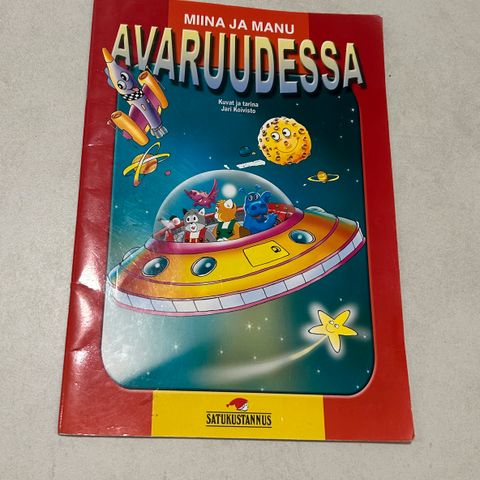 MIINA JA MANU
AVARUUDESSA
Kuvat ja tarina
Jari Koivisto
SATUKUSTANNUS